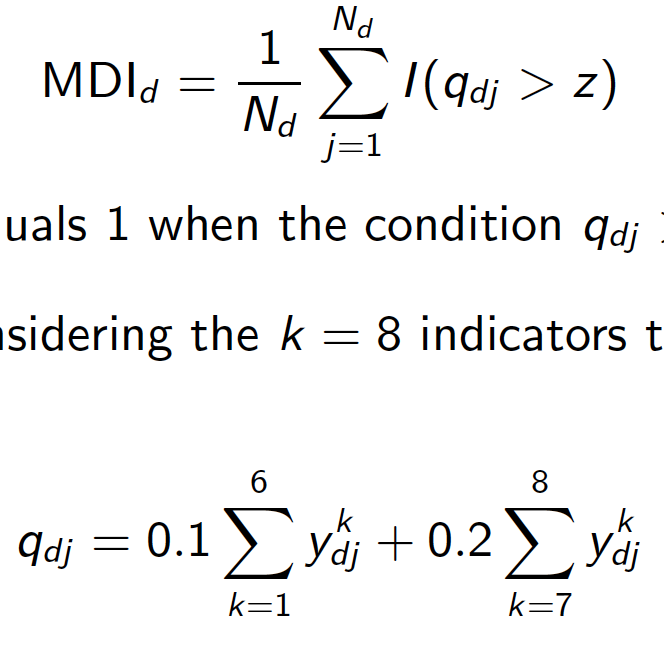 MDI_d = \frac{1}{N_d} \sum_{j=1}^{N_d} I(q_{dj} > z)
uals 1 when the condition q_{dj} >
nsidering the k = 8 indicators t
q_{dj} = 0.1 \sum_{k=1}^{6} y_{dj}^{k} + 0.2 \sum_{k=7}^{8} y_{dj}^{k}